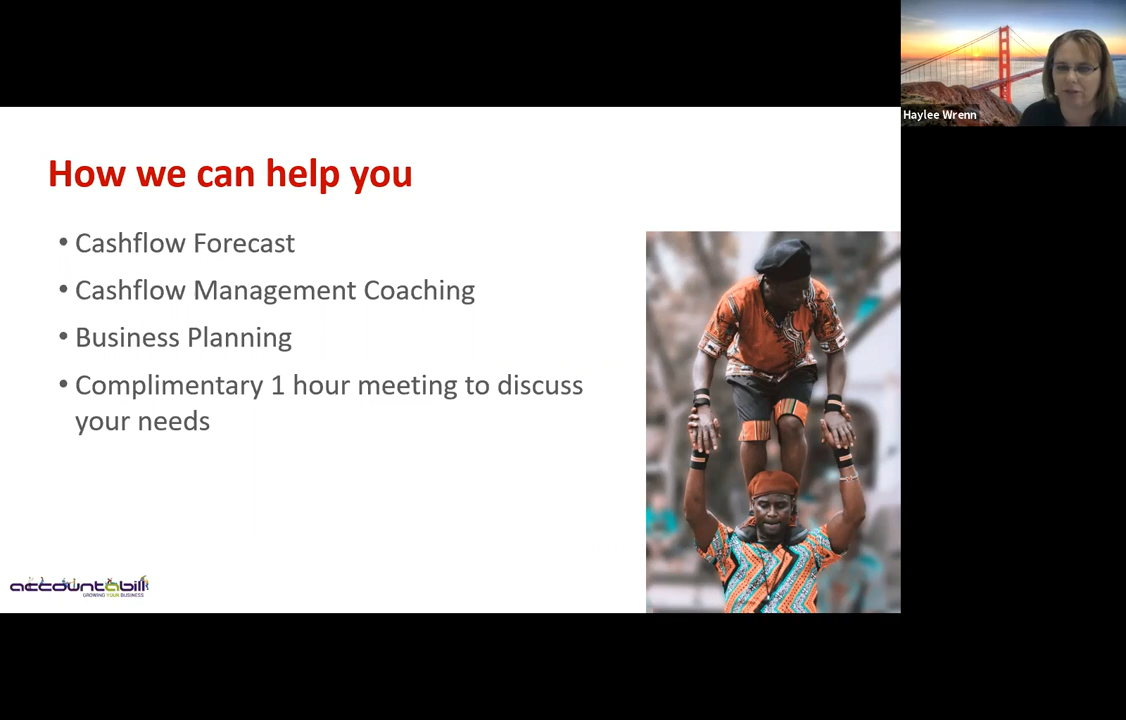 Haylee Wrenn
How we can help you
• Cashflow Forecast
• Cashflow Management Coaching
• Business Planning
• Complimentary 1 hour meeting to discuss
your needs
accountabill
GROWING YOUR BUSINESS